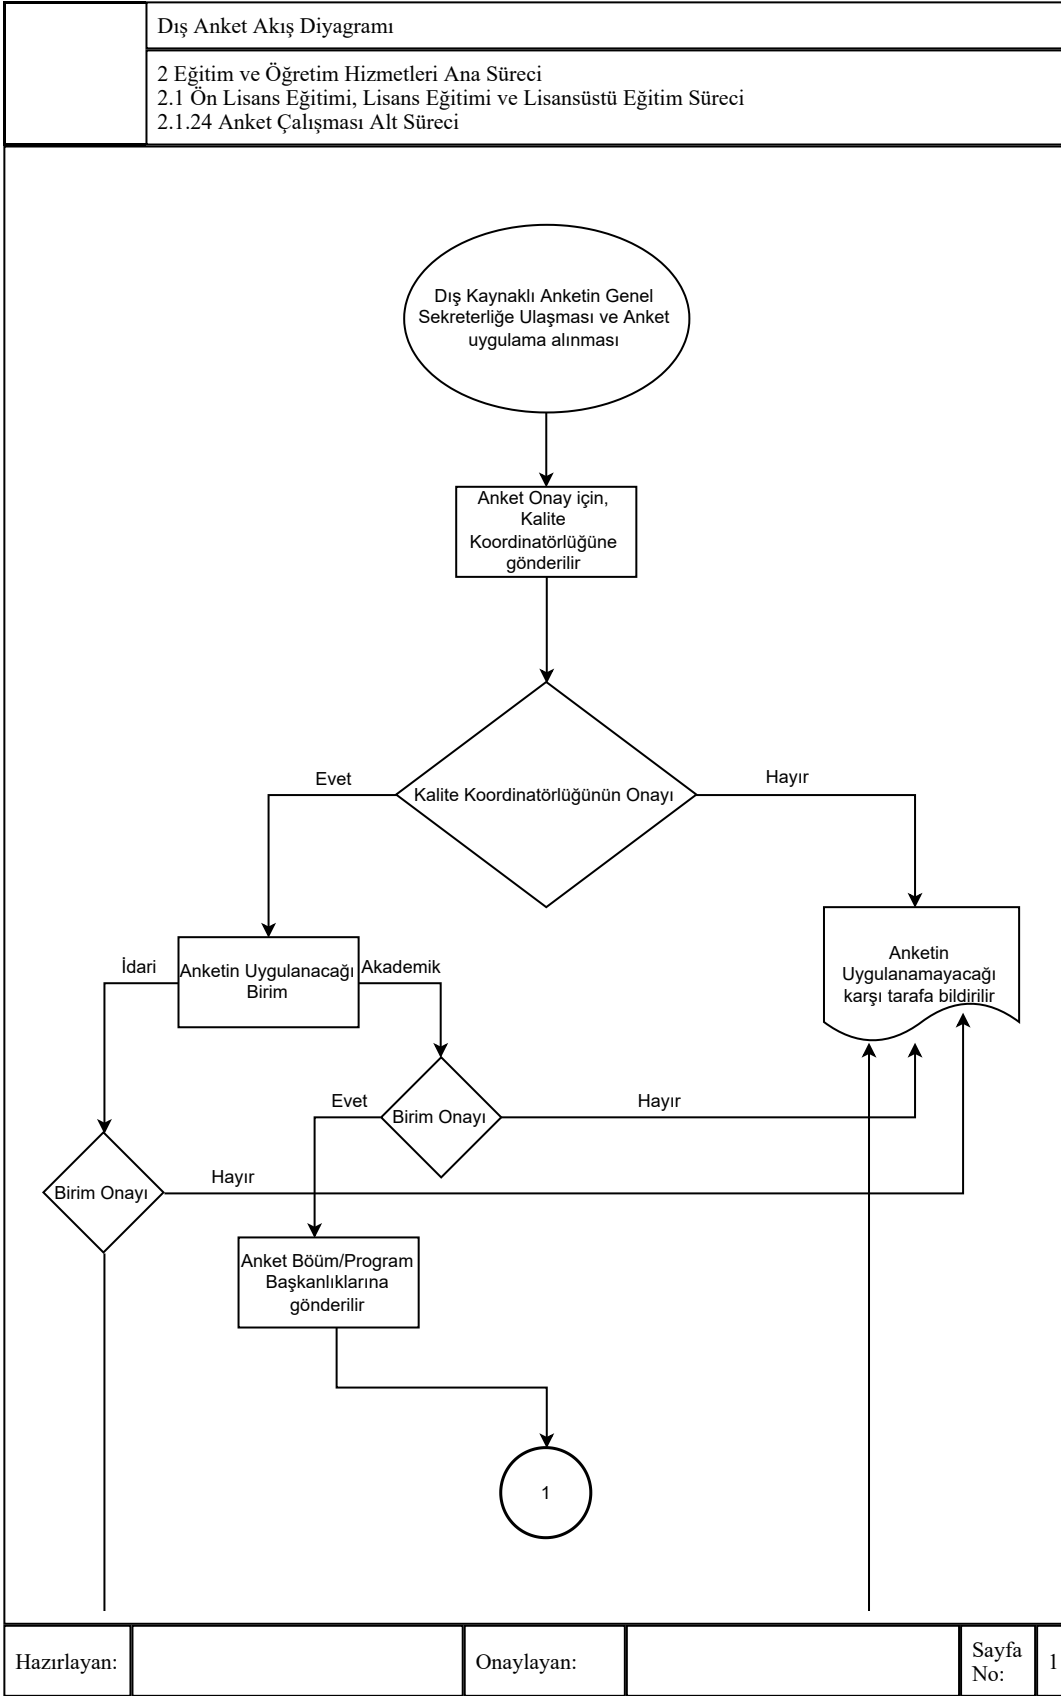 Dış Anket Akış Diyagramı
2 Eğitim ve Öğretim Hizmetleri Ana Süreci
2.1 Ön Lisans Eğitimi, Lisans Eğitimi ve Lisansüstü Eğitim Süreci
2.1.24 Anket Çalışması Alt Süreci
Dış Kaynaklı Anketin Genel
Sekreterliğe Ulaşması ve Anket
uygulama alınması
Anket Onay için,
Kalite
Koordinatörlüğüne
gönderilir
Evet
Hayır
Kalite Koordinatörlüğünün Onayı
İdari
Anketin Uygulanacağı
Birim
Akademik
Anketin
Uygulanamayacağı
karşı tarafa bildirilir
Evet
Birim Onayı
Hayır
Birim Onayı
Hayır
Anket Böüm/Program
Başkanlıklarına
gönderilir
1
Hazırlayan:
Onaylayan:
Sayfa
No:
1